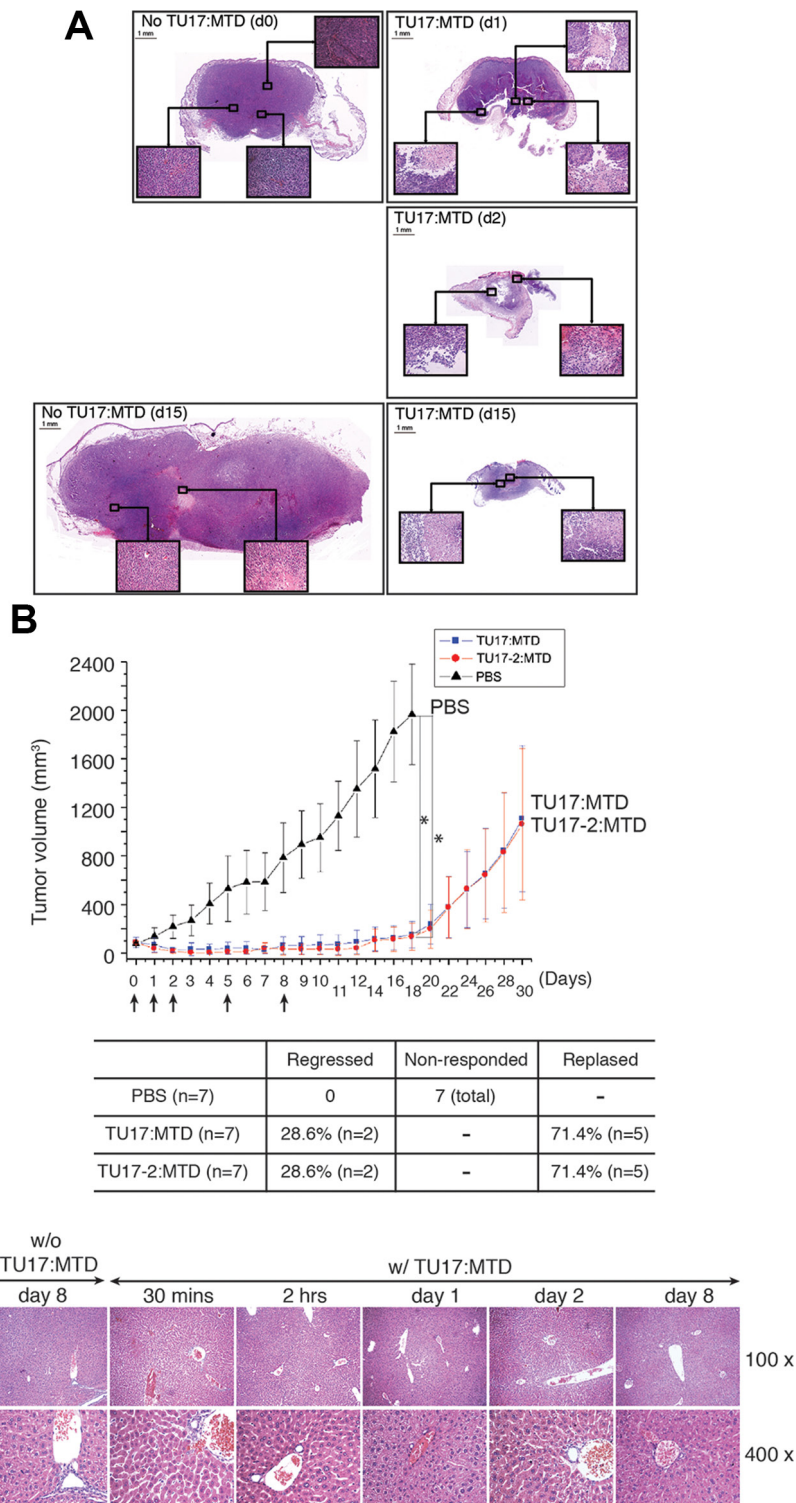 A
No TU17:MTD (d0)
1 mm
TU17:MTD (d1)
1 mm
TU17:MTD (d2)
1 mm
No TU17:MTD (d15)
1 mm
TU17:MTD (d15)
1 mm
B
TU17:MTD
TU17-2:MTD
PBS
2400
2000
1600
1200
800
400
0
Tumor volume (mm³)
PBS
*
*
TU17:MTD
TU17-2:MTD
0 1 2 3 4 5 6 7 8 9 10 11 12 14 16 18 20 22 24 26 28 30 (Days)
Regressed Non-responded Replased
PBS (n=7) 0 7 (total) -
TU17:MTD (n=7) 28.6% (n=2) - 71.4% (n=5)
TU17-2:MTD (n=7) 28.6% (n=2) - 71.4% (n=5)
w/o
TU17:MTD
w/ TU17:MTD
day 8 30 mins 2 hrs day 1 day 2 day 8
100 x
400 x